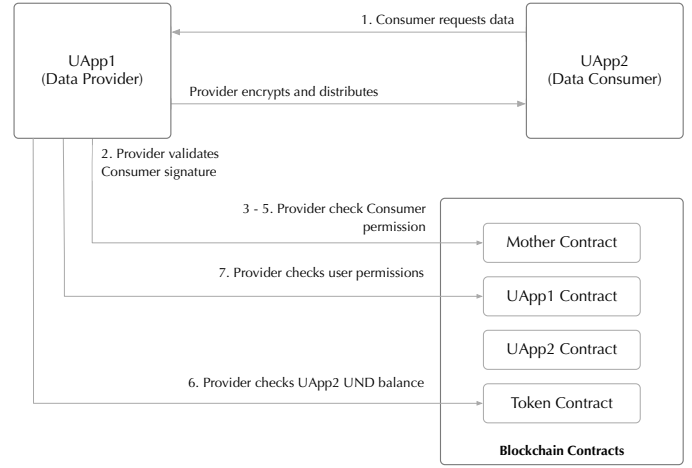 1. Consumer requests data
UApp1
(Data Provider)
UApp2
(Data Consumer)
Provider encrypts and distributes
2. Provider validates
Consumer signature
3 - 5. Provider check Consumer
permission
Mother Contract
7. Provider checks user permissions
UApp1 Contract
UApp2 Contract
6. Provider checks UApp2 UND balance
Token Contract
Blockchain Contracts